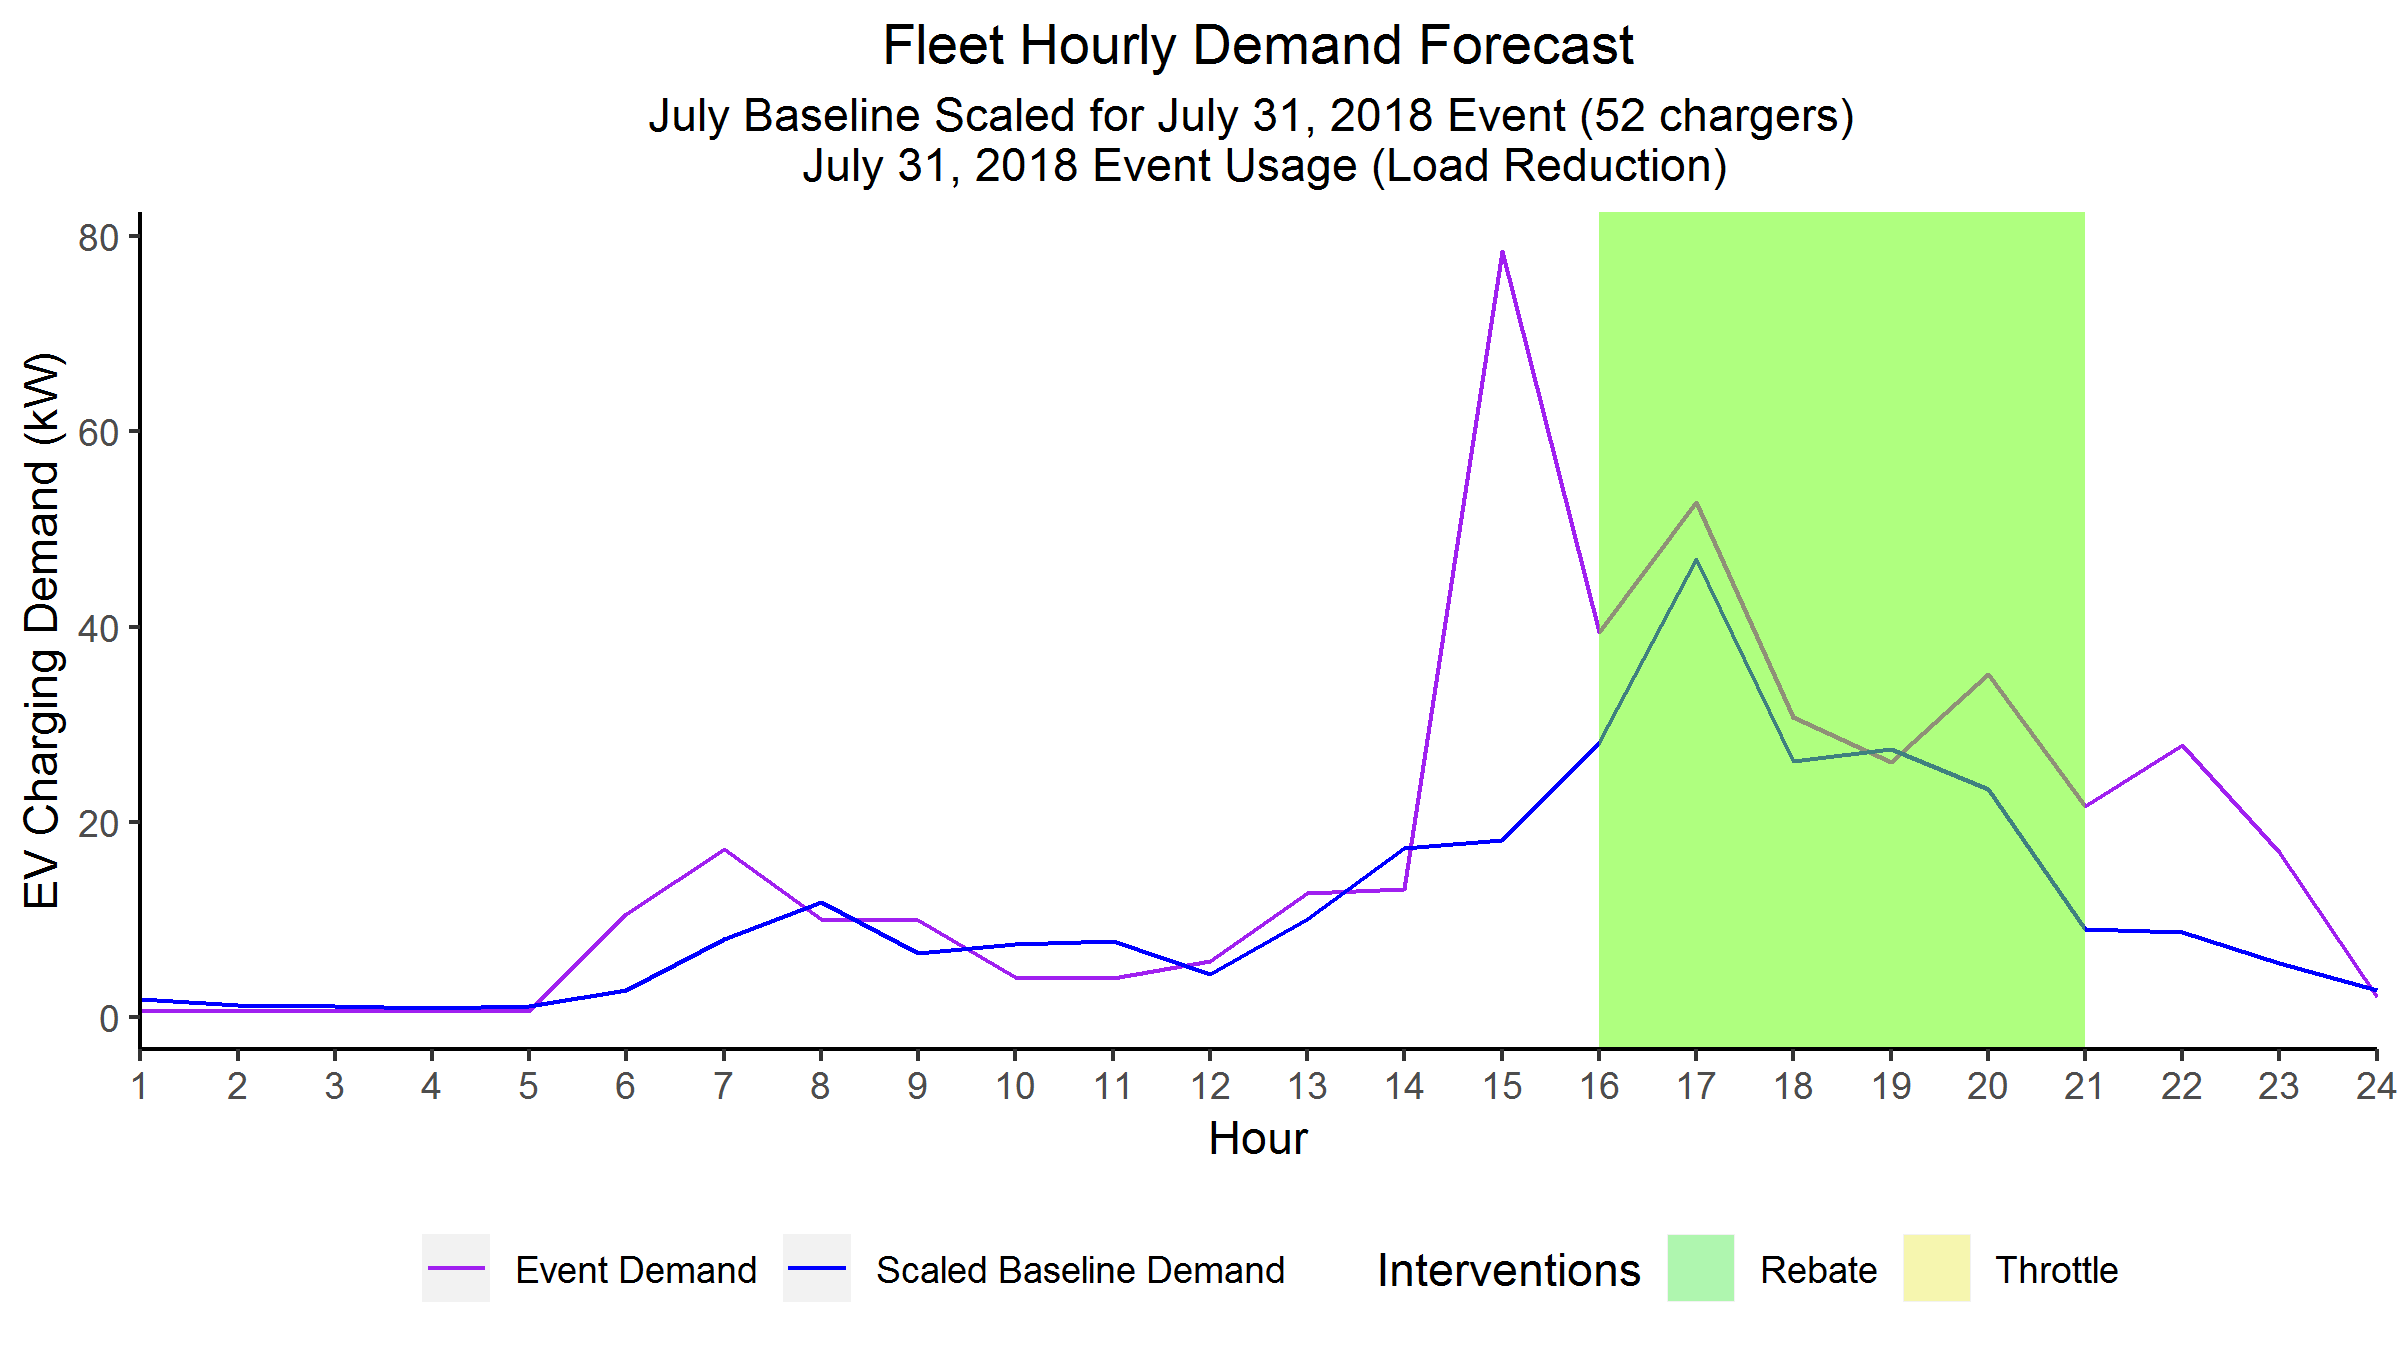 Fleet Hourly Demand Forecast
July Baseline Scaled for July 31, 2018 Event (52 chargers)
July 31, 2018 Event Usage (Load Reduction)
EV Charging Demand (kW)
80
60
40
20
0
1 2 3 4 5 6 7 8 9 10 11 12 13 14 15 16 17 18 19 20 21 22 23 24
Hour
Event Demand Scaled Baseline Demand Interventions Rebate Throttle